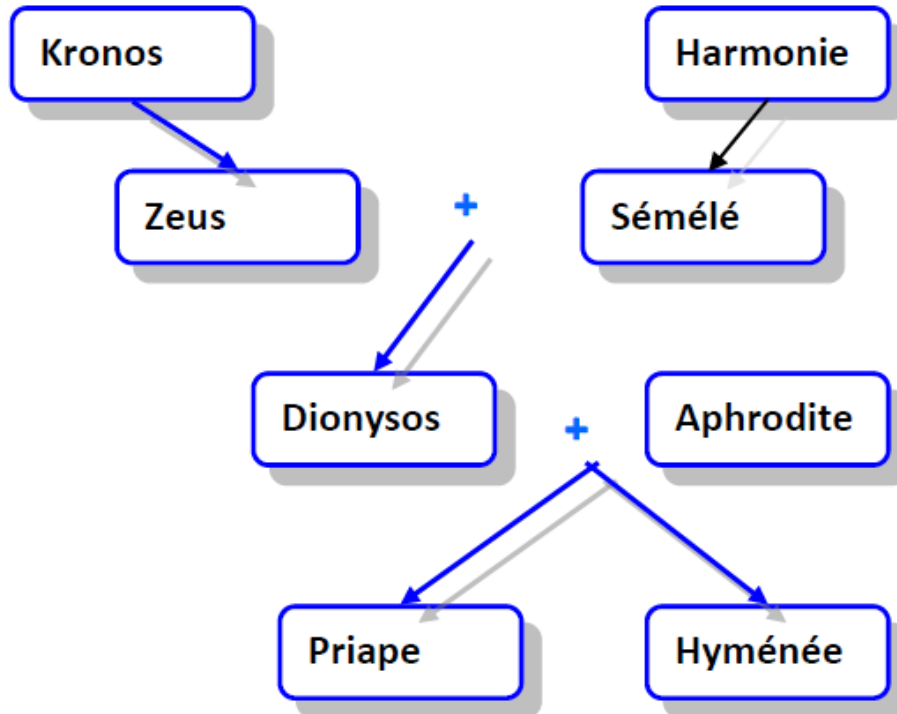 Kronos
Harmonie
Zeus
+
Sémélé
Dionysos
+
Aphrodite
Priape
Hyménée